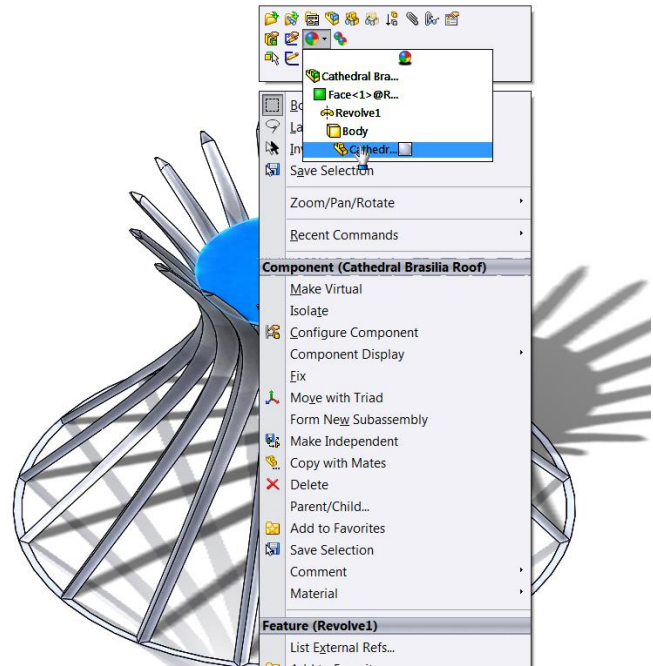 Cathedral Bra...
Face<1>@R...
Revolve1
Body
Cathedr...
Save Selection
Zoom/Pan/Rotate
Recent Commands
Component (Cathedral Brasilia Roof)
Make Virtual
Isolate
Configure Component
Component Display
Fix
Move with Triad
Form New Subassembly
Make Independent
Copy with Mates
Delete
Parent/Child...
Add to Favorites
Save Selection
Comment
Material
Feature (Revolve1)
List External Refs...